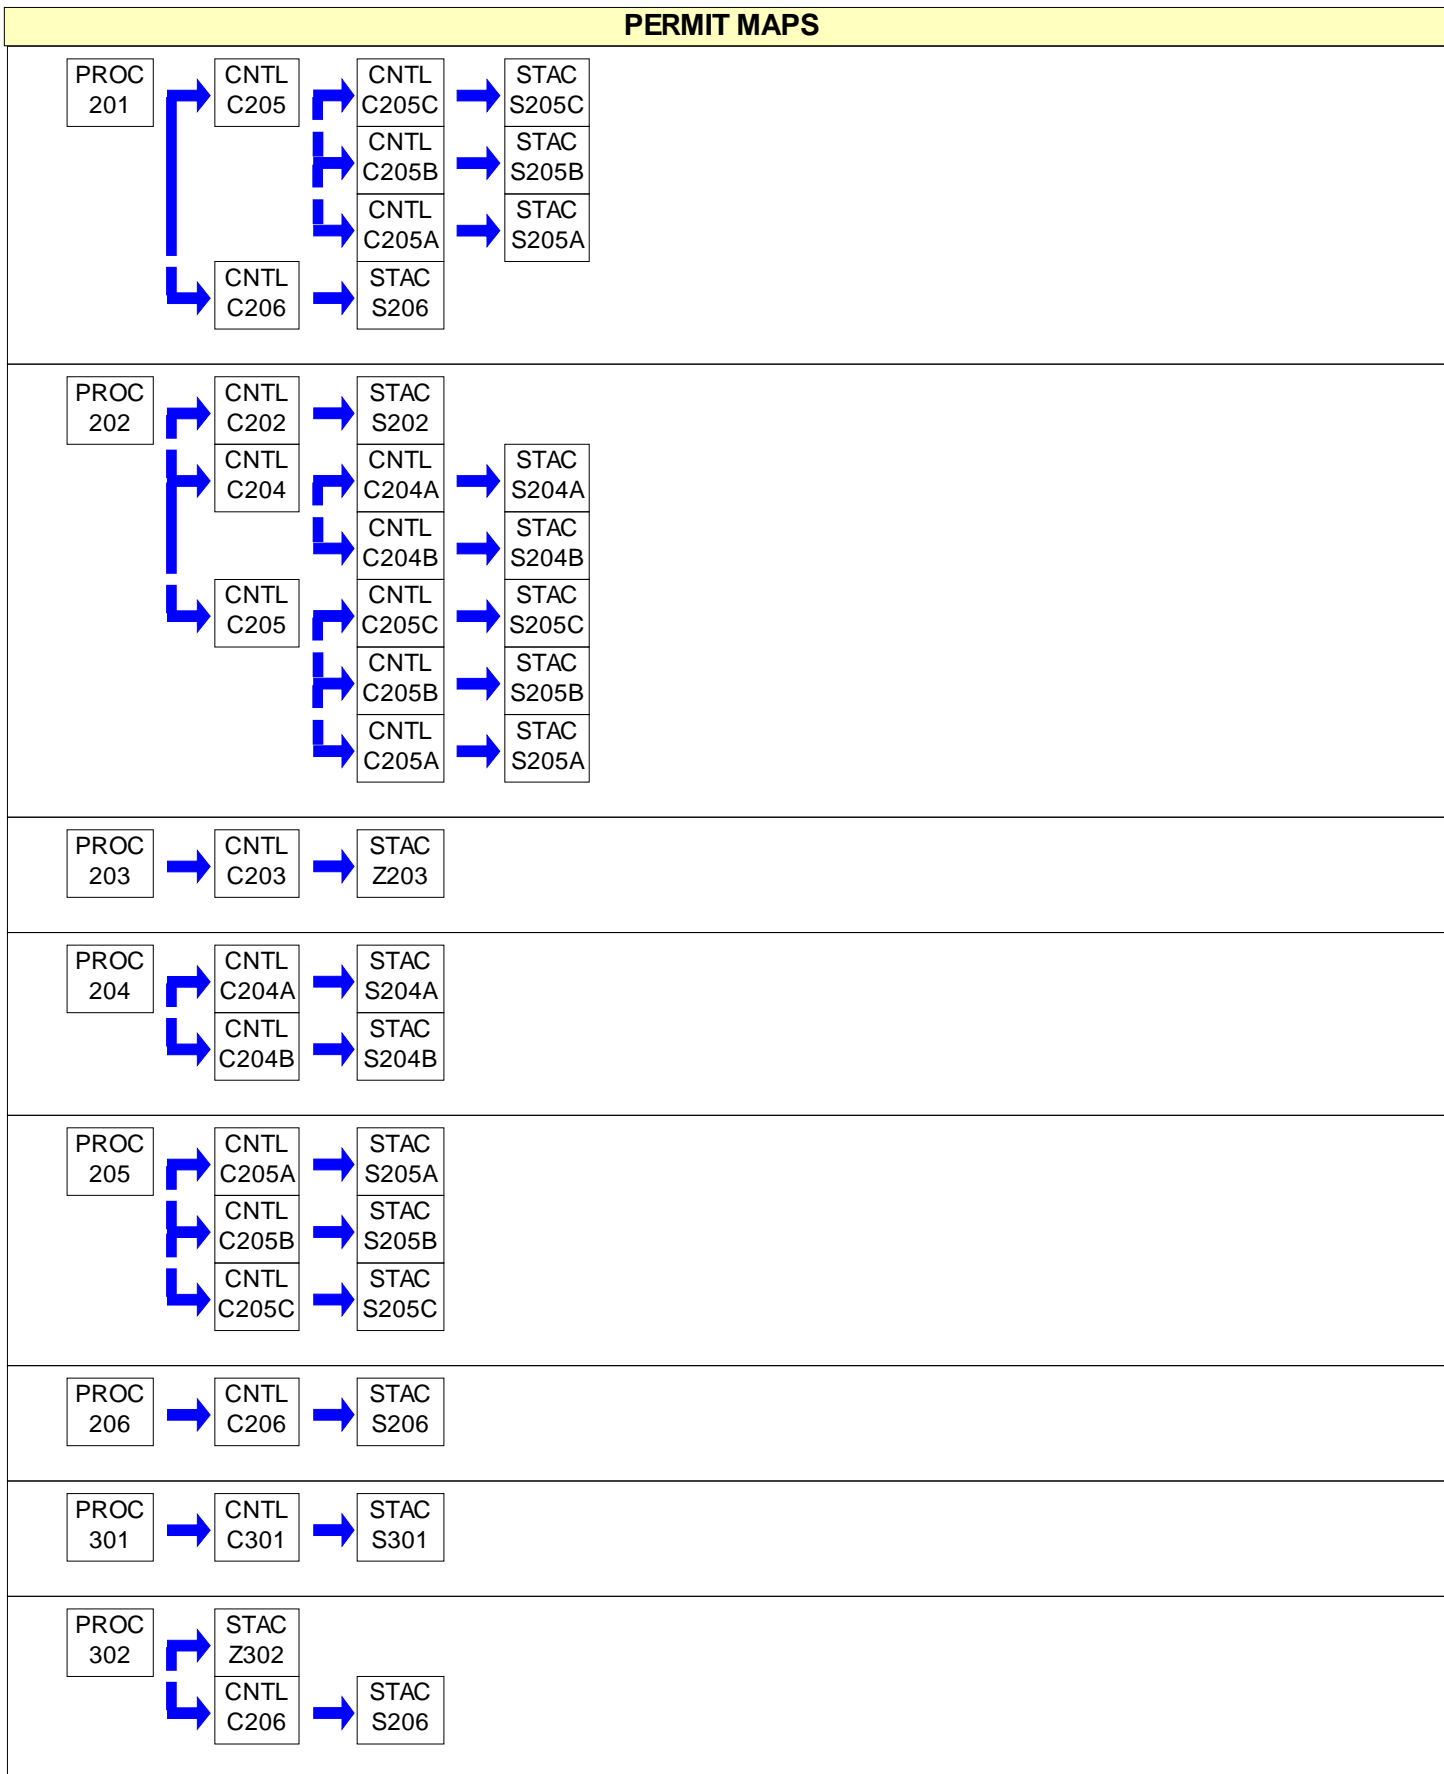 PERMIT MAPS
PROC CNTL CNTL STAC
201 C205 C205C S205C
CNTL STAC
C205B S205B
CNTL STAC
C205A S205A
CNTL STAC
C206 S206
PROC CNTL STAC
202 C202 S202
CNTL CNTL STAC
C204 C204A S204A
CNTL STAC
C204B S204B
CNTL CNTL STAC
C205 C205C S205C
CNTL STAC
C205B S205B
CNTL STAC
C205A S205A
PROC CNTL STAC
203 C203 Z203
PROC CNTL STAC
204 C204A S204A
CNTL STAC
C204B S204B
PROC CNTL STAC
205 C205A S205A
CNTL STAC
C205B S205B
CNTL STAC
C205C S205C
PROC CNTL STAC
206 C206 S206
PROC CNTL STAC
301 C301 S301
PROC STAC
302 Z302
CNTL STAC
C206 S206